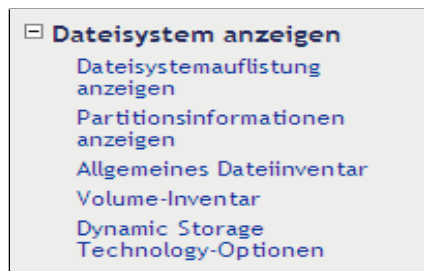 Dateisystem anzeigen
Dateisystemauflistung
anzeigen
Partitionsinformationen
anzeigen
Allgemeines Dateiinventar
Volume-Inventar
Dynamic Storage
Technology-Optionen